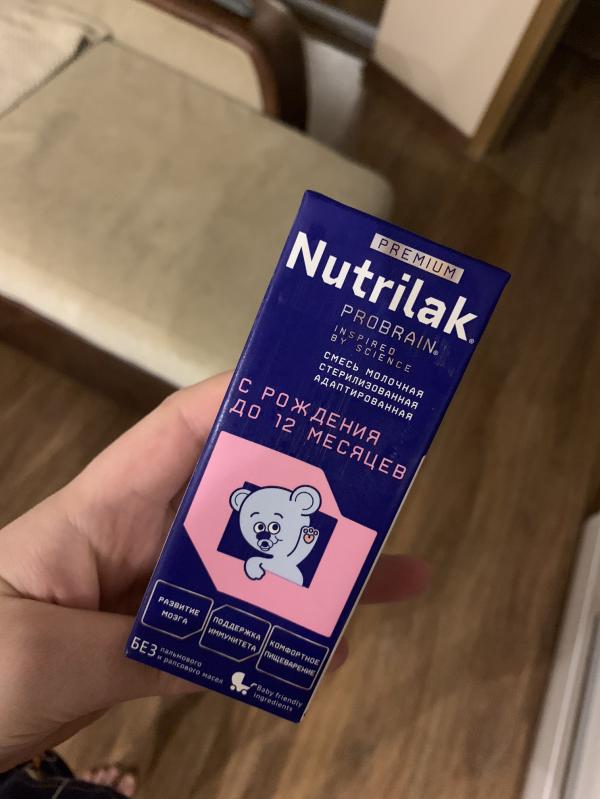 PREMIUM
Nutrilak®
PROBRAIN®
INSPIRED
BY SCIENCE
СМЕСЬ МОЛОЧНАЯ
СТЕРИЛИЗОВАННАЯ
АДАПТИРОВАННАЯ
С РОЖДЕНИЯ
ДО 12 МЕСЯЦЕВ
РАЗВИТИЕ
МОЗГА
ПОДДЕРЖКА
ИММУНИТЕТА
КОМФОРТНОЕ
ПИЩЕВАРЕНИЕ
БЕЗ пальмового
и рапсового масел
Baby friendly
ingredients